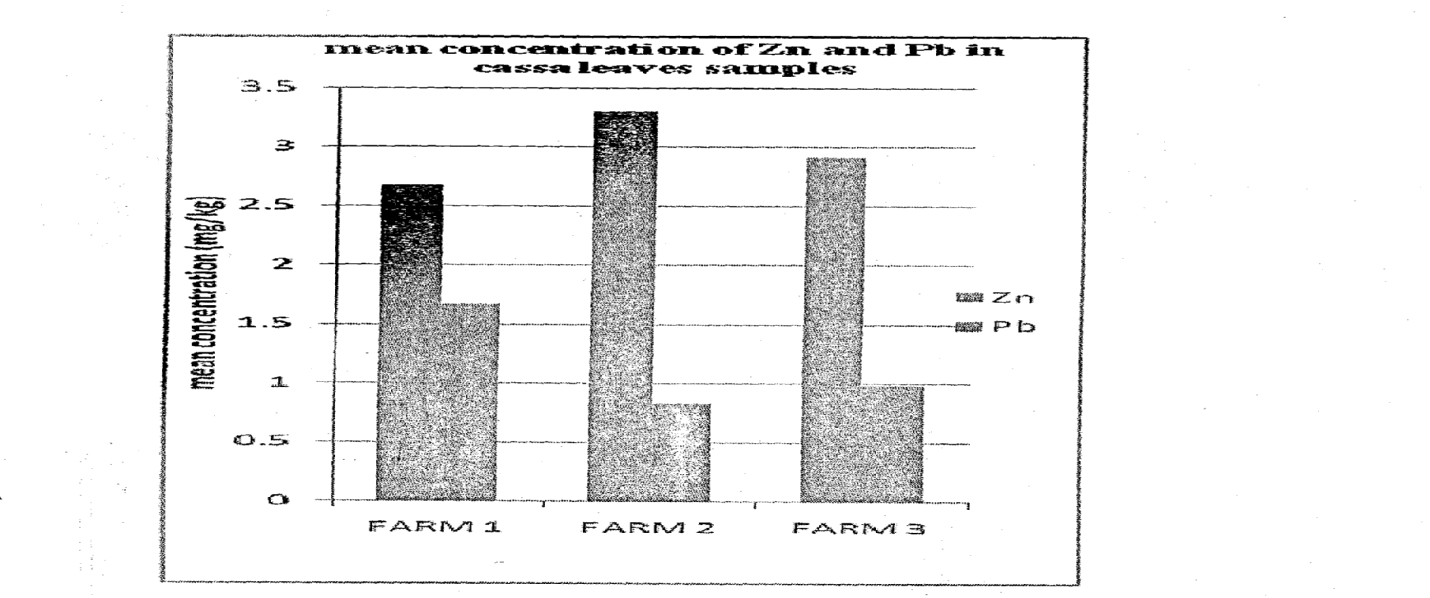 mean concentration of Zn and Pb in
cassa leaves samples
3.5
3
2.5
2
1.5
1
0.5
0
mean concentration (mg/kg)
Zn
Pb
FARM 1
FARM 2
FARM 3